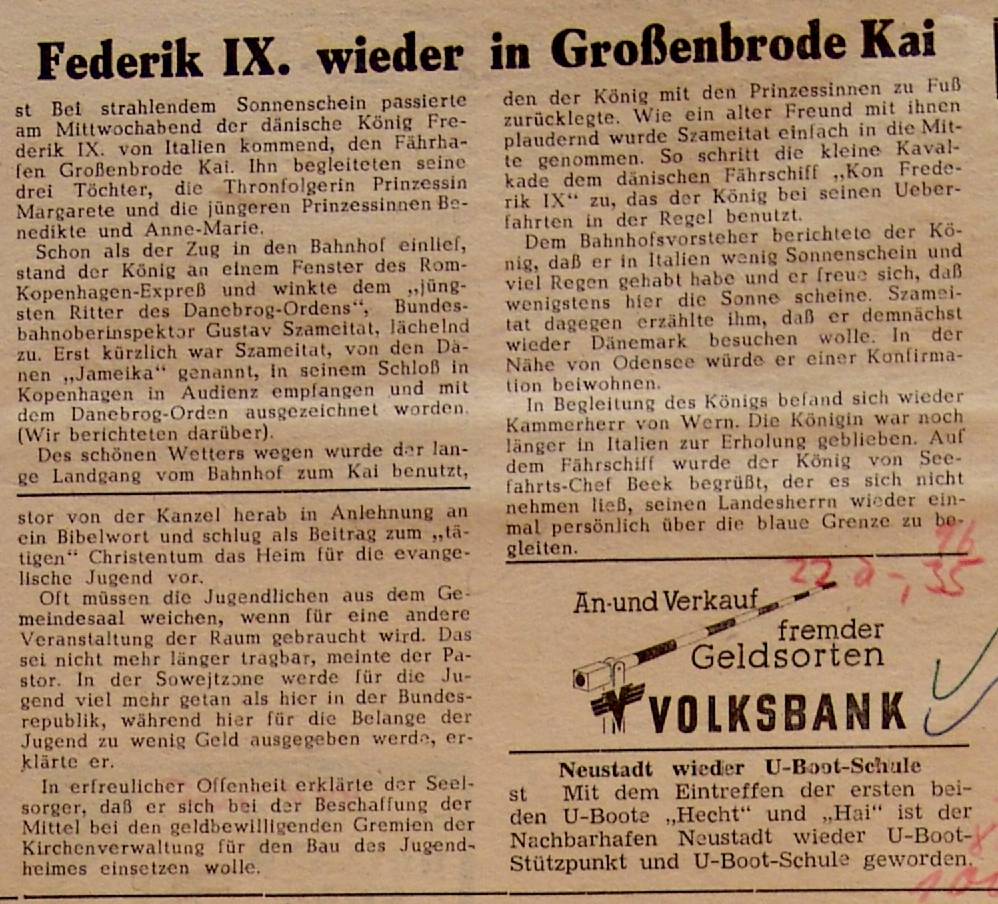 Federik IX. wieder in Großenbrode Kai
st Bei strahlendem Sonnenschein passierte
am Mittwochabend der dänische König Fre-
derik IX. von Italien kommend, den Fährha-
fen Großenbrode Kai. Ihn begleiteten seine
drei Töchter, die Thronfolgerin Prinzessin
Margarete und die jüngeren Prinzessinnen Be-
nedikte und Anne-Marie.
Schon als der Zug in den Bahnhof einlief,
stand der König an einem Fenster des Rom-
Kopenhagen-Expreß und winkte dem „jüng-
sten Ritter des Danebrog-Ordens“, Bundes-
bahnoberinspektor Gustav Szameitat, lächelnd
zu. Erst kürzlich war Szameitat, von den Dä-
nen „Jameika“ genannt, in seinem Schloß in
Kopenhagen in Audienz empfangen und mit
dem Danebrog-Orden ausgezeichnet worden.
(Wir berichteten darüber).
Des schönen Wetters wegen wurde der lan-
ge Landgang vom Bahnhof zum Kai benutzt,
den der König mit den Prinzessinnen zu Fuß
zurücklegte. Wie ein alter Freund mit ihnen
plaudernd wurde Szameitat einfach in die Mit-
te genommen. So schritt die kleine Kaval-
kade dem dänischen Fährschiff „Kon Frede-
rik IX“ zu, das der König bei seinen Ueber-
fahrten in der Regel benutzt.
Dem Bahnhofsvorsteher berichtete der Kö-
nig, daß er in Italien wenig Sonnenschein und
viel Regen gehabt habe und er freue sich, daß
wenigstens hier die Sonne scheine. Szamei-
tat dagegen erzählte ihm, daß er demnächst
wieder Dänemark besuchen wolle. In der
Nähe von Odensee würde er einer Konfirma-
tion beiwohnen.
In Begleitung des Königs befand sich wieder
Kammerherr von Wern. Die Königin war noch
länger in Italien zur Erholung geblieben. Auf
dem Fährschiff wurde der König von See-
fahrts-Chef Beek begrüßt, der es sich nicht
nehmen ließ, seinen Landesherrn wieder ein-
mal persönlich über die blaue Grenze zu be-
gleiten.
stor von der Kanzel herab in Anlehnung an
ein Bibelwort und schlug als Beitrag zum „tä-
tigen“ Christentum das Heim für die evange-
lische Jugend vor.
Oft müssen die Jugendlichen aus dem Ge-
meindesaal weichen, wenn für eine andere
Veranstaltung der Raum gebraucht wird. Das
sei nicht mehr länger tragbar, meinte der Pa-
stor. In der Sowejtzone werde für die Ju-
gend viel mehr getan als hier in der Bundes-
republik, während hier für die Belange der
Jugend zu wenig Geld ausgegeben werde, er-
klärte er.
In erfreulicher Offenheit erklärte der Seel-
sorger, daß er sich bei der Beschaffung der
Mittel bei den geldbewilligenden Gremien der
Kirchenverwaltung für den Bau des Jugend-
heimes einsetzen wolle.
An- und Verkauf
fremder
Geldsorten
VOLKSBANK
Neustadt wieder U-Boot-Schule
st Mit dem Eintreffen der ersten bei-
den U-Boote „Hecht“ und „Hai“ ist der
Nachbarhafen Neustadt wieder U-Boot-
Stützpunkt und U-Boot-Schule geworden.